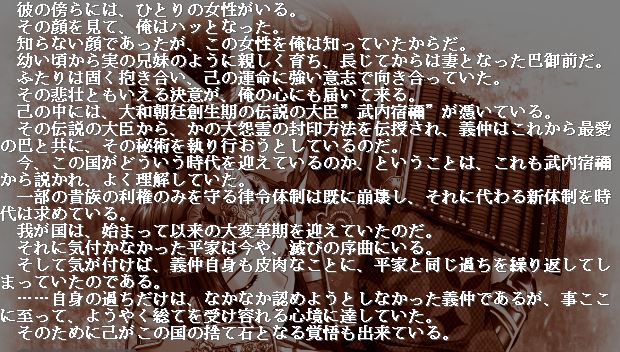 彼の傍らには、ひとりの女性がいる。
その顔を見て、俺はハッとなった。
知らない顔であったが、この女性を俺は知っていたからだ。
幼い頃から実の兄妹のように親しく育ち、長じてからは妻となった巴御前だ。
ふたりは固く抱き合い、己の運命に強い意志で向き合っていた。
その悲壮ともいえる決意が、俺の心にも届いて来る。
己の中には、大和朝廷創生期の伝説の大臣”武内宿禰”が憑いている。
その伝説の大臣から、かの大怨霊の封印方法を伝授され、義仲はこれから最愛
の巴と共に、その秘術を執り行おうとしているのだ。
今、この国がどういう時代を迎えているのか、ということは、これも武内宿禰
から説かれ、よく理解していた。
一部の貴族の利権のみを守る律令体制は既に崩壊し、それに代わる新体制を時
代は求めている。
我が国は、始まって以来の大変革期を迎えていたのだ。
それに気付かなかった平家は今や、滅びの序曲にいる。
そして気が付けば、義仲自身も皮肉なことに、平家と同じ過ちを繰り返してし
まっていたのである。
……自身の過ちだけは、なかなか認めようとしなかった義仲であるが、事ここ
に至って、ようやく総てを受け容れる心境に達していた。
そのために己がこの国の捨て石となる覚悟も出来ている。